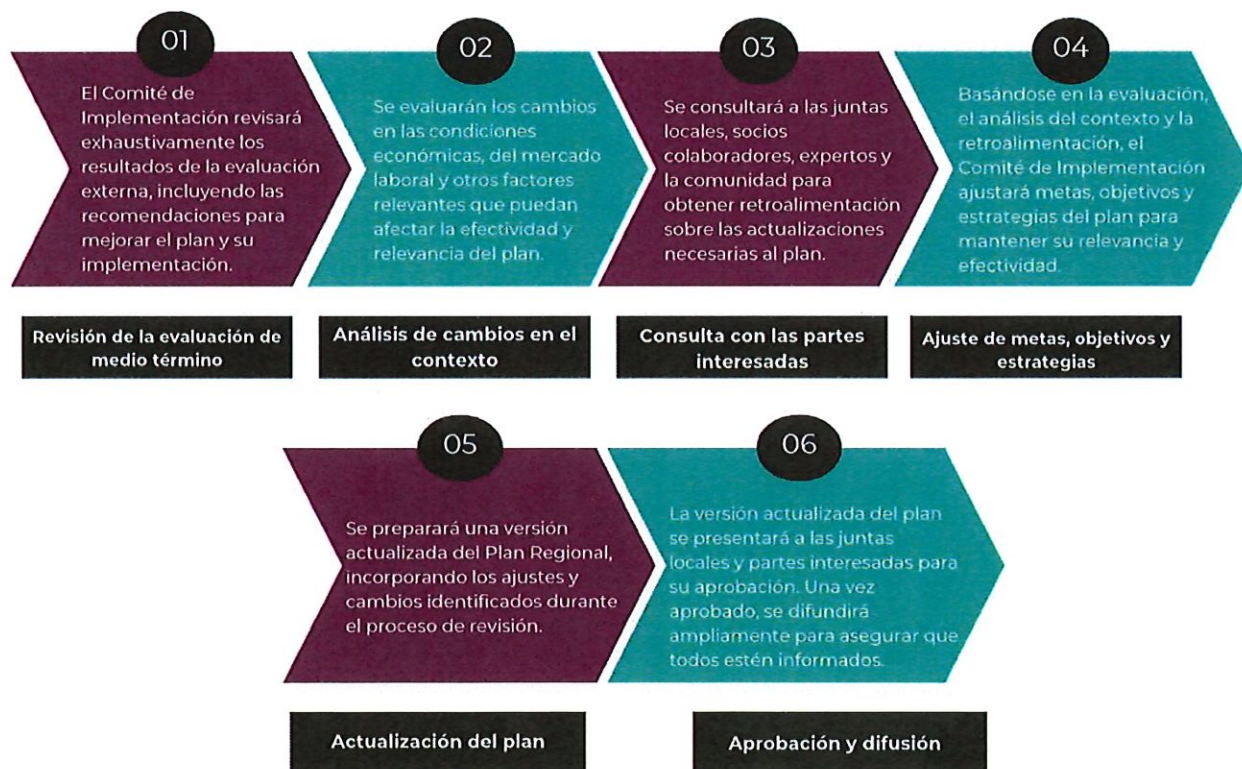 01
El Comité de
Implementación revisará
exhaustivamente los
resultados de la evaluación
externa, incluyendo las
recomendaciones para
mejorar el plan y su
implementación.
Revisión de la evaluación de
medio término
02
Se evaluarán los cambios
en las condiciones
económicas, del mercado
laboral y otros factores
relevantes que puedan
afectar la efectividad y
relevancia del plan.
Análisis de cambios en el
contexto
03
Se consultará a las juntas
locales, socios
colaboradores, expertos y
la comunidad para
obtener retroalimentación
sobre las actualizaciones
necesarias al plan.
Consulta con las partes
interesadas
04
Basándose en la evaluación,
el análisis del contexto y la
retroalimentación, el
Comité de Implementación
ajustará metas, objetivos y
estrategias del plan para
mantener su relevancia y
efectividad.
Ajuste de metas, objetivos y
estrategias
05
Se preparará una versión
actualizada del Plan Regional,
incorporando los ajustes y
cambios identificados durante
el proceso de revisión.
Actualización del plan
06
La versión actualizada del plan
se presentará a las juntas
locales y partes interesadas para
su aprobación. Una vez
aprobado, se difundirá
ampliamente para asegurar que
todos estén informados.
Aprobación y difusión